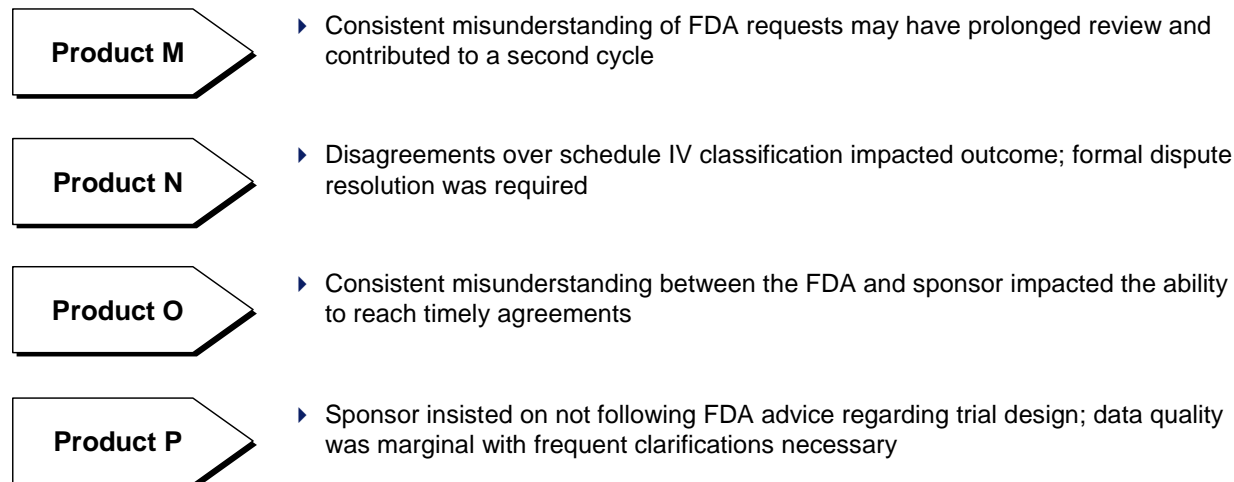 Product M
Consistent misunderstanding of FDA requests may have prolonged review and
contributed to a second cycle
Product N
Disagreements over schedule IV classification impacted outcome; formal dispute
resolution was required
Product O
Consistent misunderstanding between the FDA and sponsor impacted the ability
to reach timely agreements
Product P
Sponsor insisted on not following FDA advice regarding trial design; data quality
was marginal with frequent clarifications necessary